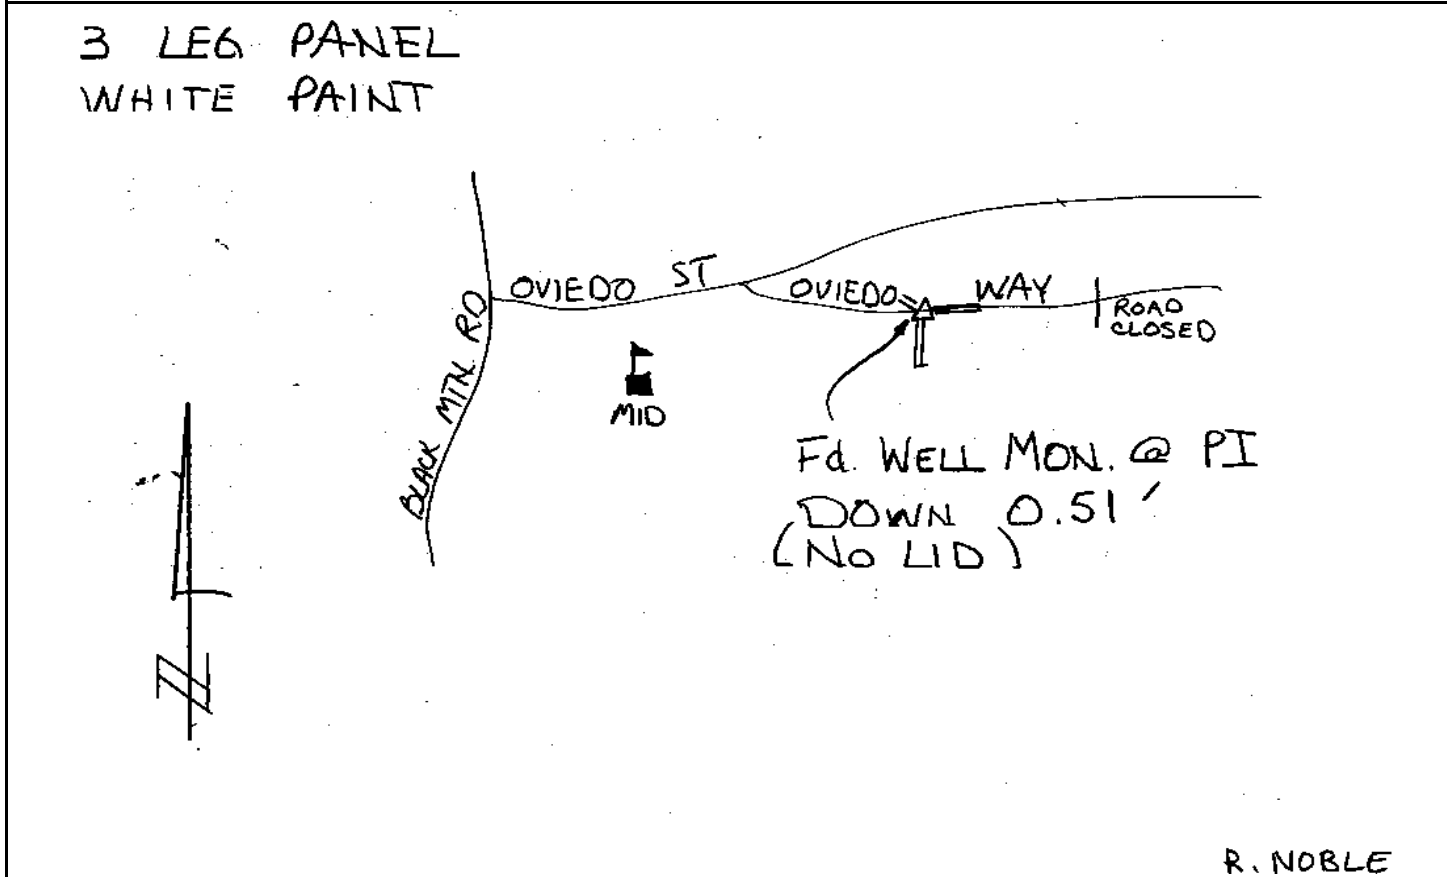 3 LEG PANEL
WHITE PAINT
OVIEDO ST
OVIEDO WAY
ROAD
CLOSED
BLACK MTN. RD
MID
Fd. WELL MON. @ PI
DOWN 0.51'
(NO LID)
N
R. NOBLE